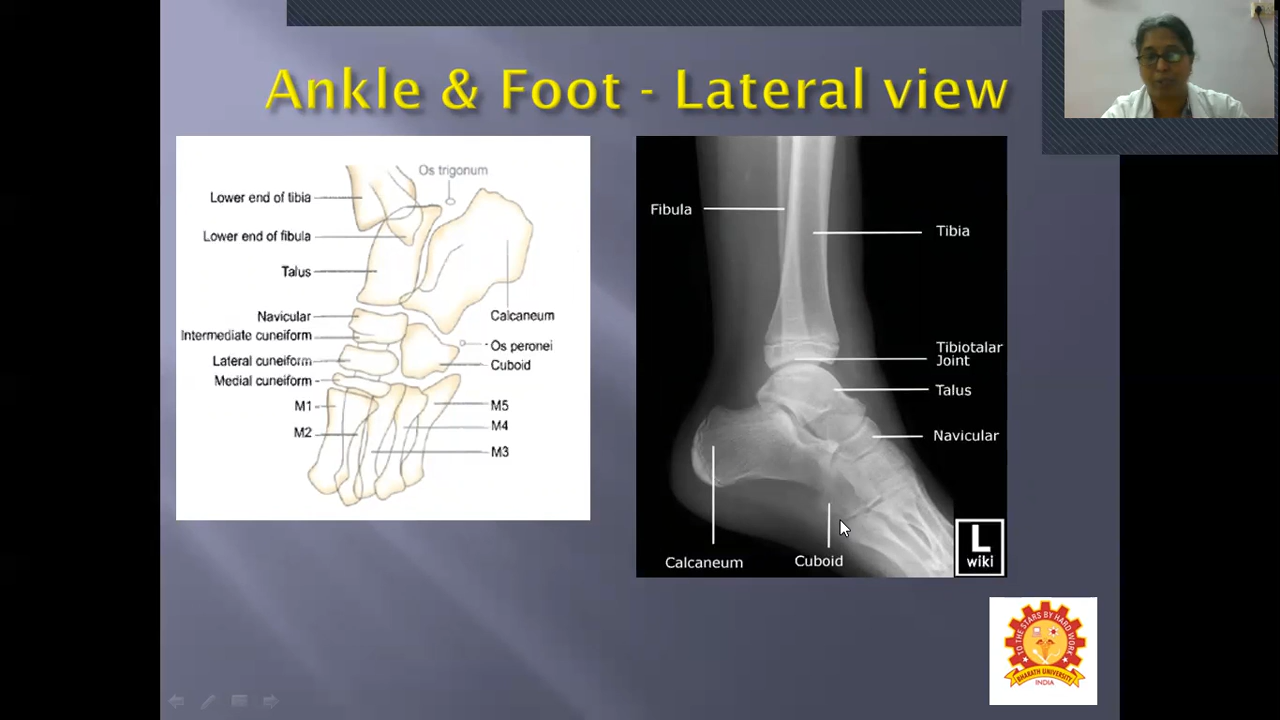 Ankle & Foot - Lateral view
Os trigonum
Lower end of tibia
Lower end of fibula
Talus
Navicular
Intermediate cuneiform
Lateral cuneiform
Medial cuneiform
M1
M2
Calcaneum
Os peronei
Cuboid
M5
M4
M3
Fibula
Tibia
Tibiotalar
Joint
Talus
Navicular
Calcaneum
Cuboid
L
wiki
TO THE STARS BY HARD WORK
BHARATH UNIVERSITY
INDIA